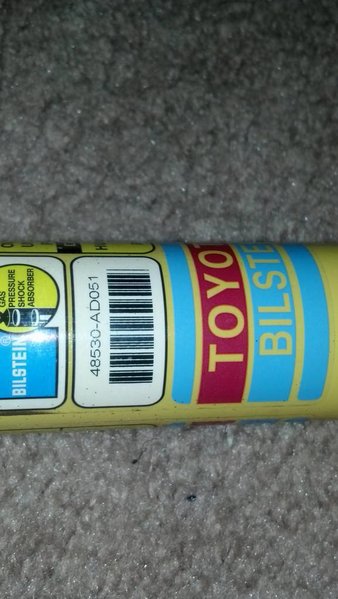 GAS
PRESSURE
SHOCK
ABSORBER
BILSTEIN
48530-AD051
TOYO
BILSTE